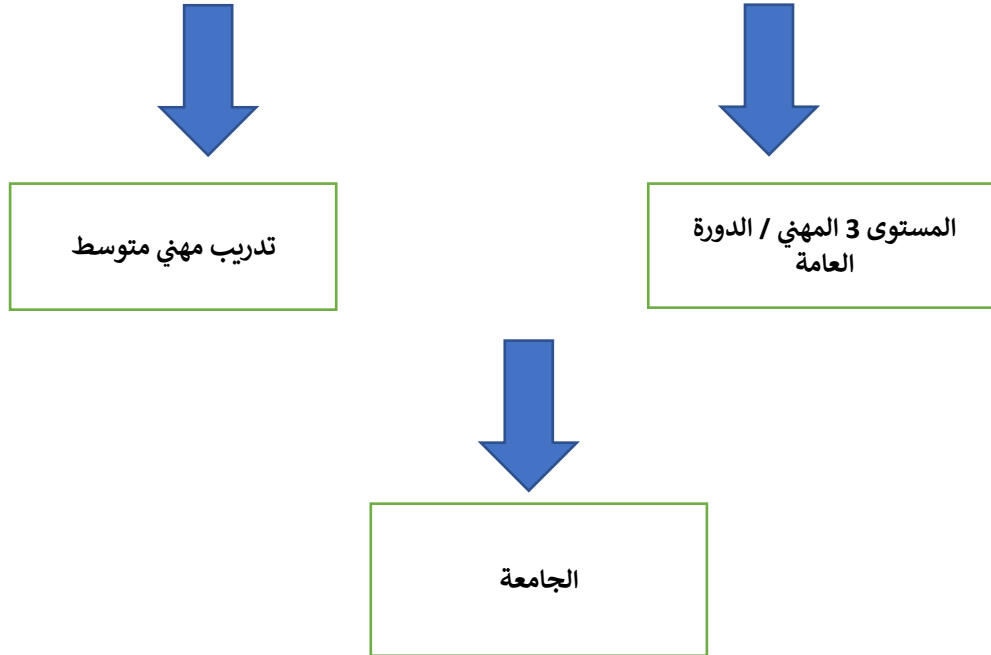 المستوى 3 المهني / الدورة
العامة
تدريب مهني متوسط
الجامعة